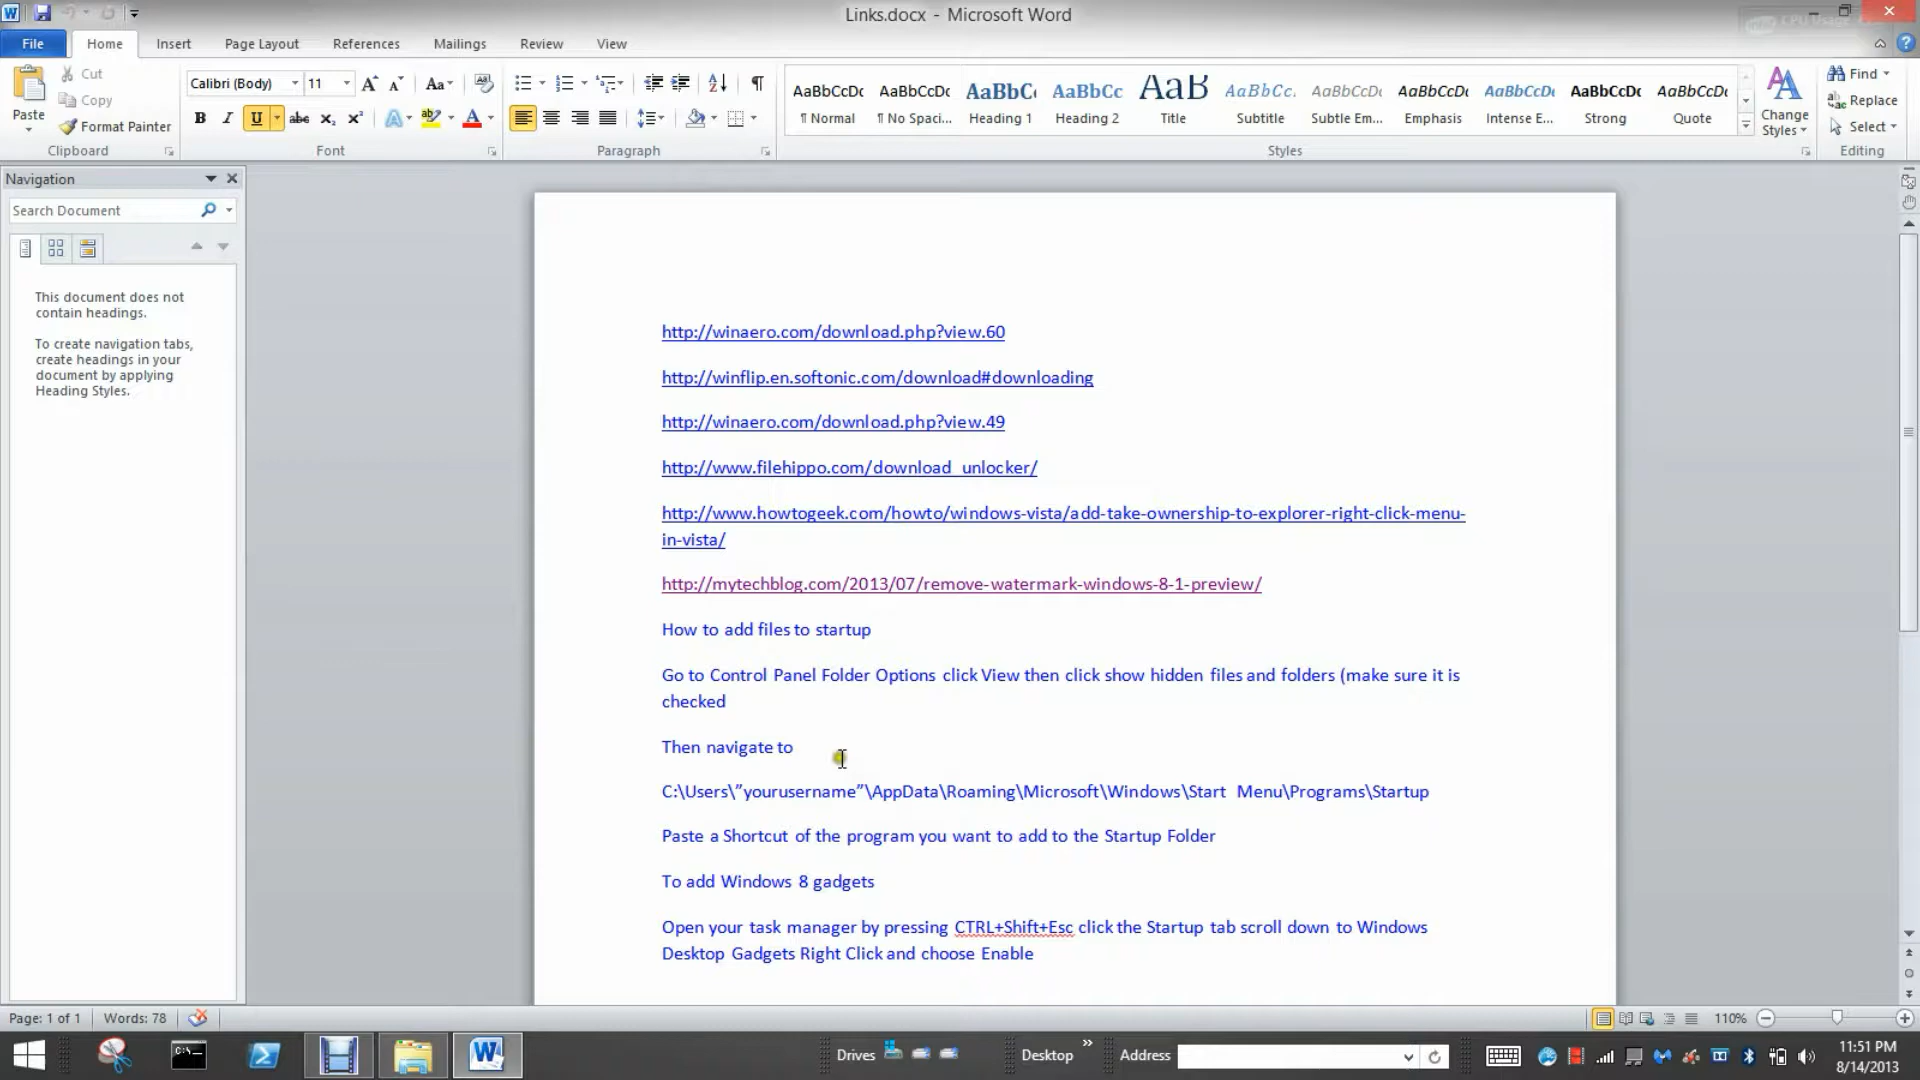 Links.docx - Microsoft Word
File Home Insert Page Layout References Mailings Review View
Paste
Cut
Copy
Format Painter
Clipboard
Calibri (Body) 11
Font
Paragraph
AaBbCcDc AaBbCcDc AaBbC AaBbCc AaB AaBbCc. AaBbCcDc AaBbCcDc AaBbCcDc AaBbCcDc AaBbCcDc
¶ Normal ¶ No Spaci... Heading 1 Heading 2 Title Subtitle Subtle Em... Emphasis Intense E... Strong Quote
Styles
Change Styles
Find
Replace
Select
Editing
Navigation
Search Document
This document does not
contain headings.
To create navigation tabs,
create headings in your
document by applying
Heading Styles.
http://winaero.com/download.php?view.60
http://winflip.en.softonic.com/download#downloading
http://winaero.com/download.php?view.49
http://www.filehippo.com/download_unlocker/
http://www.howtogeek.com/howto/windows-vista/add-take-ownership-to-explorer-right-click-menu-
in-vista/
http://mytechblog.com/2013/07/remove-watermark-windows-8-1-preview/
How to add files to startup
Go to Control Panel Folder Options click View then click show hidden files and folders (make sure it is
checked
Then navigate to
C:\Users\”yourusername”\AppData\Roaming\Microsoft\Windows\Start Menu\Programs\Startup
Paste a Shortcut of the program you want to add to the Startup Folder
To add Windows 8 gadgets
Open your task manager by pressing CTRL+Shift+Esc click the Startup tab scroll down to Windows
Desktop Gadgets Right Click and choose Enable
Page: 1 of 1 Words: 78
110%
Drives Desktop Address
11:51 PM
8/14/2013